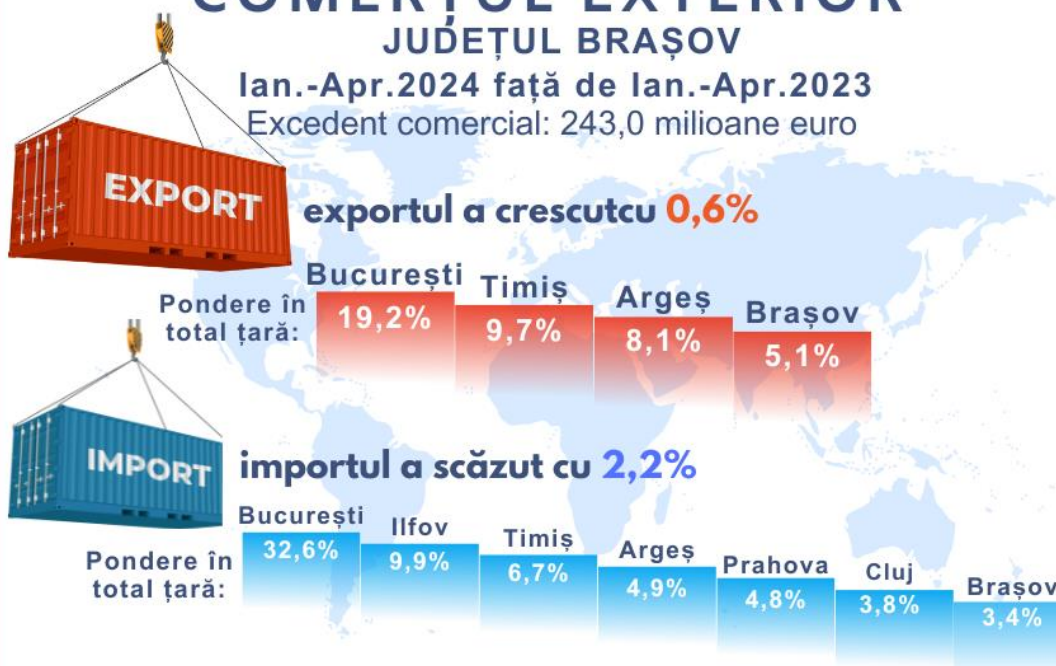 COMERȚUL EXTERIOR
JUDEȚUL BRAȘOV
Ian.-Apr.2024 față de Ian.-Apr.2023
Excedent comercial: 243,0 milioane euro
EXPORT
exportul a crescutcu 0,6%
Pondere în
total țară:
București
19,2%
Timiș
9,7%
Argeș
8,1%
Brașov
5,1%
IMPORT
importul a scăzut cu 2,2%
Pondere în
total țară:
București
32,6%
Ilfov
9,9%
Timiș
6,7%
Argeș
4,9%
Prahova
4,8%
Cluj
3,8%
Brașov
3,4%